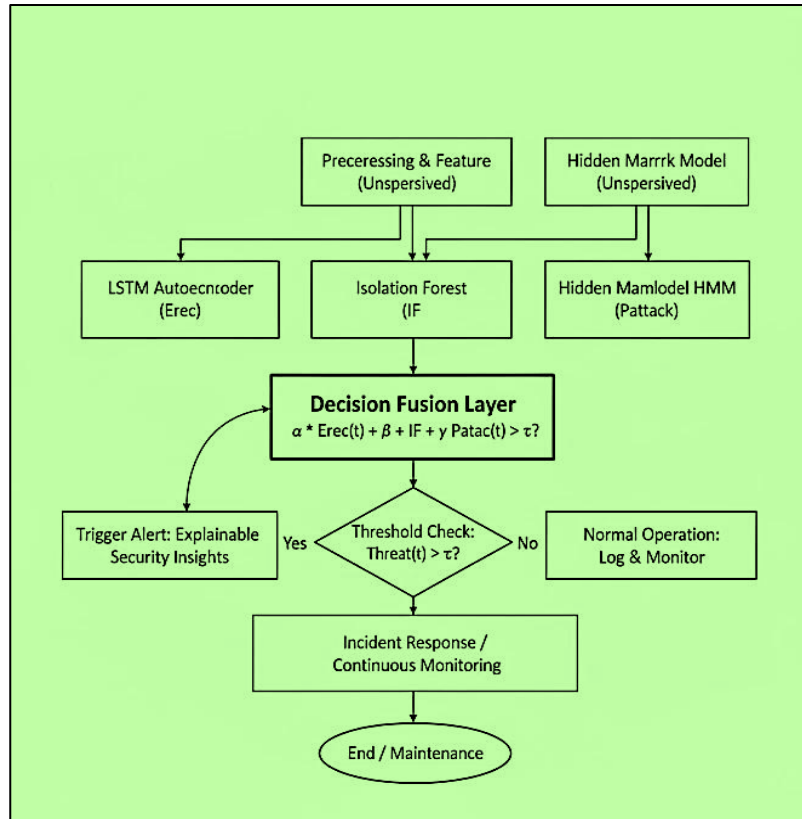 Preceressing & Feature
(Unspersived)
Hidden Marrrk Model
(Unspersived)
LSTM Autoecncoder
(Erec)
Isolation Forest
(IF
Hidden Mamlodel HMM
(Pattack)
Decision Fusion Layer
α * Erec(t) + β + IF + y Patac(t) > τ?
Trigger Alert: Explainable
Security Insights
Yes
Threshold Check:
Threat(t) > τ?
No
Normal Operation:
Log & Monitor
Incident Response /
Continuous Monitoring
End / Maintenance